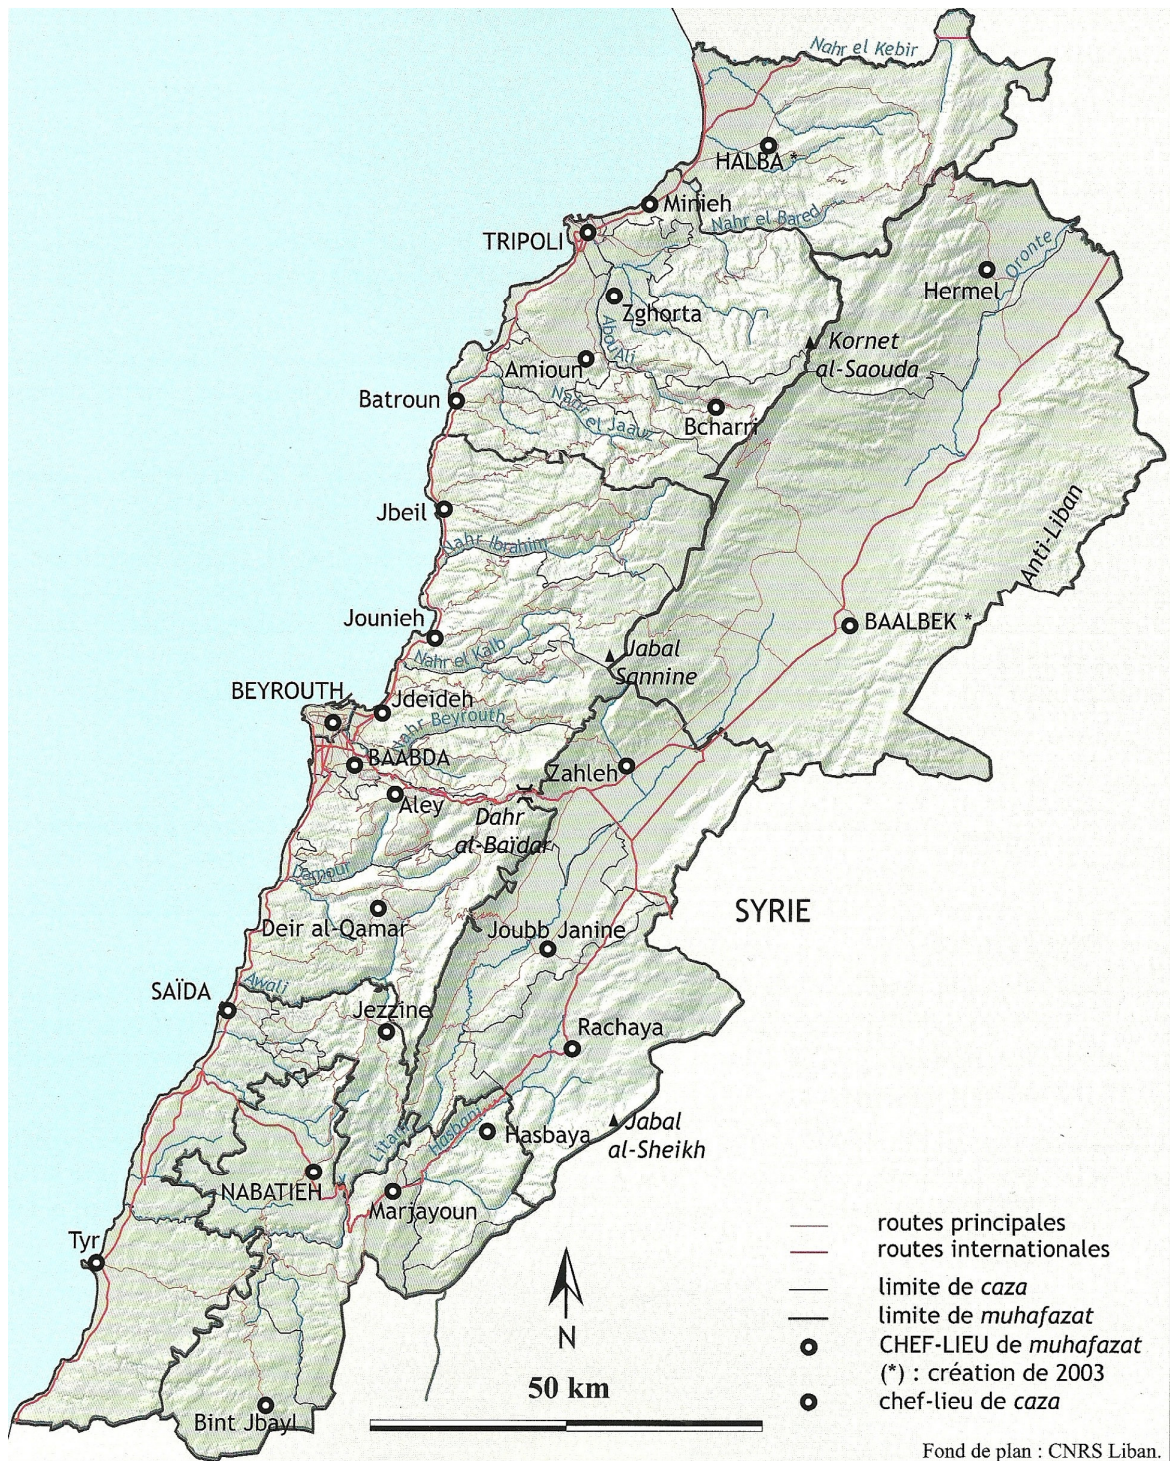 Nahr el Kebir
HALBA *
Minieh
Nahr el Bared
TRIPOLI
Oronte
Hermel
Zghorta
Abou Ali
Kornet
al-Saouda
Amioun
Batroun
Nahr
el Jaauz
Bcharri
Jbeil
Nahr Ibrahim
Anti-Liban
Jounieh
BAALBEK *
Nahr el Kalb
Jabal
Sannine
BEYROUTH
Jdeideh
Nahr Beyrouth
BAABDA
Zahleh
Aley
Dahr
al-Baïdar
Damour
SYRIE
Deir al-Qamar
Joubb Janine
Awali
SAÏDA
Jezzine
Rachaya
Litani
Hasbani
Hasbaya
Jabal
al-Sheikh
NABATIEH
Marjayoun
Tyr
Bint Jbayl
N
50 km
routes principales
routes internationales
limite de caza
limite de muhafazat
CHEF-LIEU de muhafazat
(*) : création de 2003
chef-lieu de caza
Fond de plan : CNRS Liban.